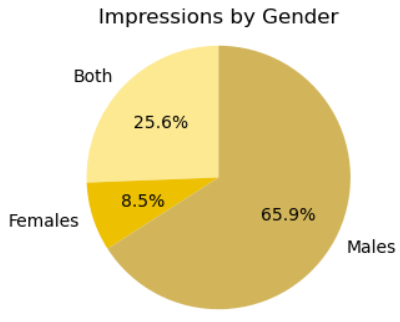 Impressions by Gender
Both
25.6%
8.5%
Females
65.9%
Males